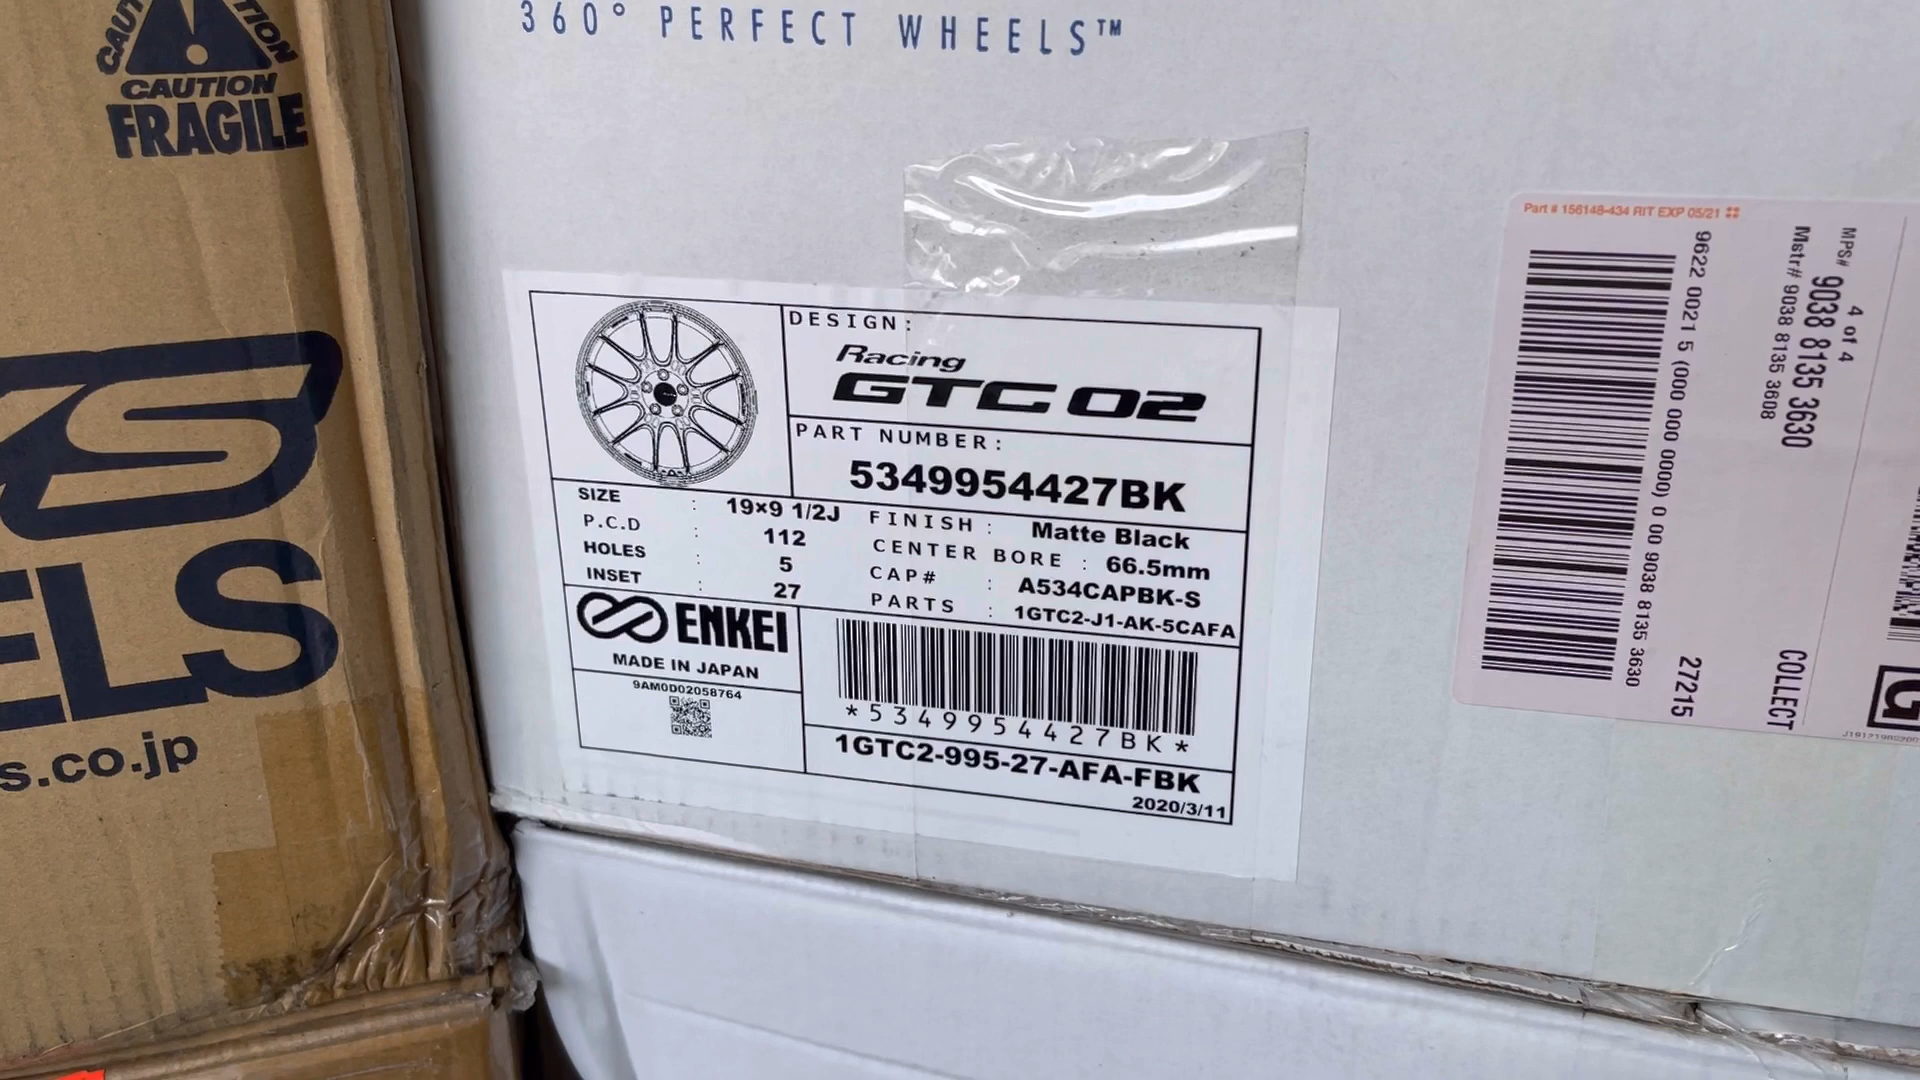 CAUTION
FRAGILE
ELS
s.co.jp
360° PERFECT WHEELS™
DESIGN:
Racing
GTC 02
PART NUMBER:
5349954427BK
SIZE : 19×9 1/2J
P.C.D : 112
HOLES : 5
INSET : 27
FINISH : Matte Black
CENTER BORE : 66.5mm
CAP# : A534CAPBK-S
PARTS : 1GTC2-J1-AK-5CAFA
ENKEI
MADE IN JAPAN
9AM0D02058764
*5349954427BK*
1GTC2-995-27-AFA-FBK
2020/3/11
Part # 156148-434 RIT EXP 05/21
4 of 4
MPS# 9038 8135 3630
Mstr# 9038 8135 3608
9622 0021 5 (000 000 0000) 0 00 9038 8135 3630
27215
COLLECT
G